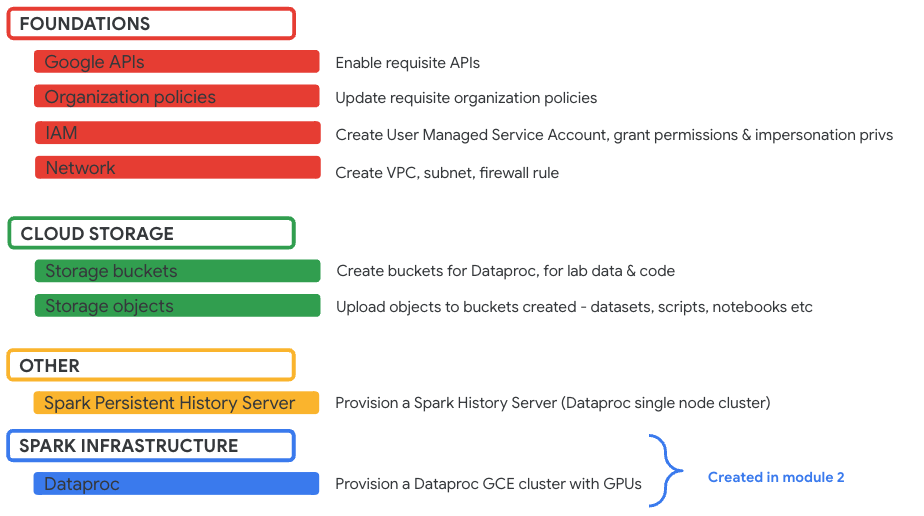 FOUNDATIONS
Google APIs Enable requisite APIs
Organization policies Update requisite organization policies
IAM Create User Managed Service Account, grant permissions & impersonation privs
Network Create VPC, subnet, firewall rule
CLOUD STORAGE
Storage buckets Create buckets for Dataproc, for lab data & code
Storage objects Upload objects to buckets created - datasets, scripts, notebooks etc
OTHER
Spark Persistent History Server Provision a Spark History Server (Dataproc single node cluster)
SPARK INFRASTRUCTURE
Dataproc Provision a Dataproc GCE cluster with GPUs Created in module 2